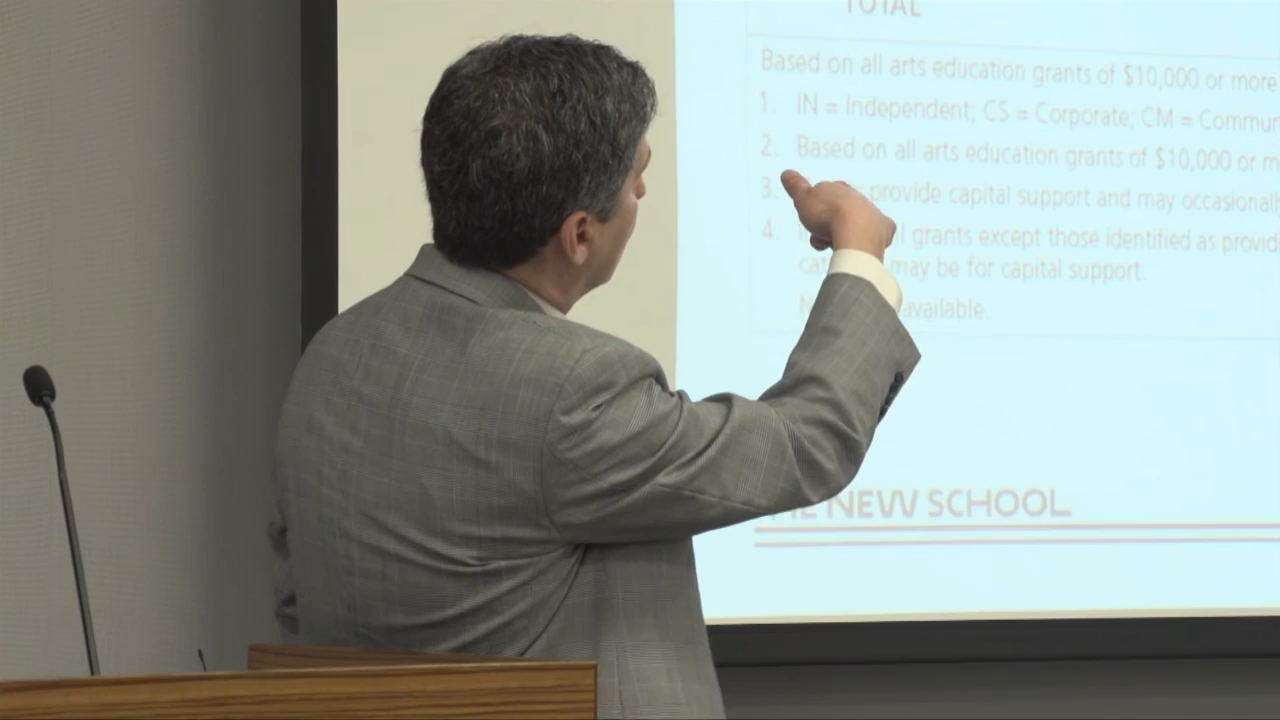 TOTAL
Based on all arts education grants of $10,000 or more
1. IN = Independent; CS = Corporate; CM = Commun
2. Based on all arts education grants of $10,000 or m
3. provide capital support and may occasionally
4. grants except those identified as provid
may be for capital support.
available.
NEW SCHOOL